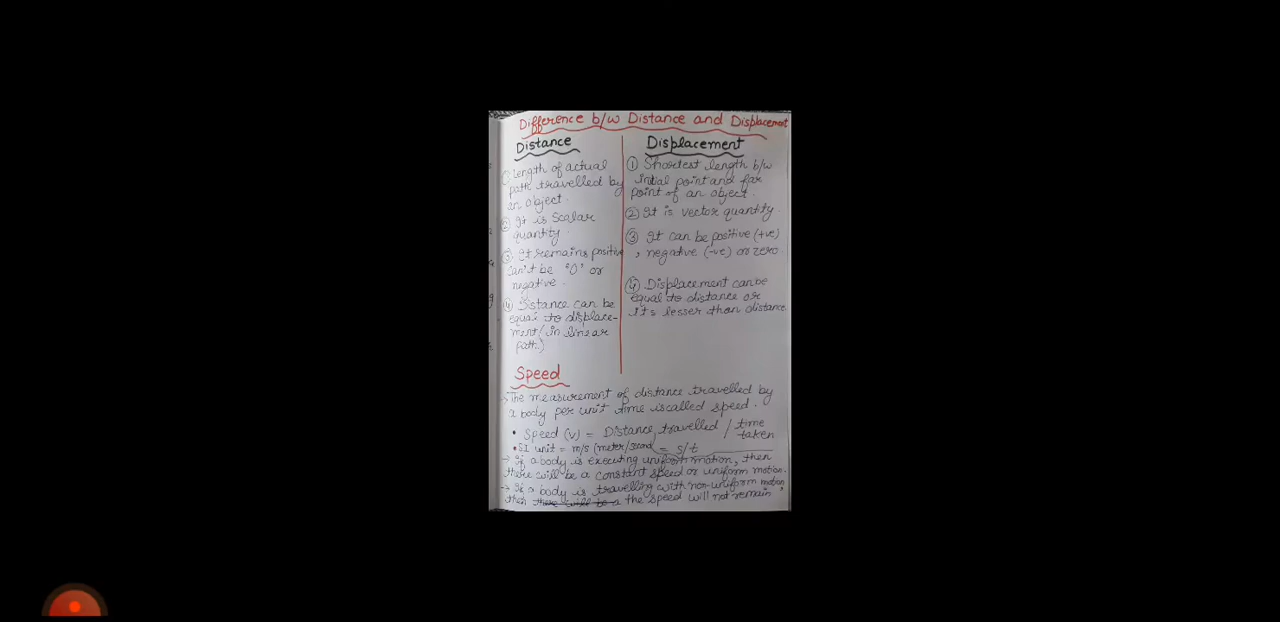 Difference b/w Distance and Displacement
Distance
① Length of actual
path travelled by
an object.
② It is Scalar
quantity.
③ It remains positive
can't be "0" or
negative.
④ Distance can be
equal to displace-
ment (in linear
path.)
Displacement
① Shortest length b/w
initial point and far
point of an object.
② It is vector quantity.
③ It can be positive (+ve)
, negative (-ve) or zero.
④ Displacement can be
equal to distance or
its lesser than distance.
Speed
→ The measurement of distance travelled by
a body per unit time is called speed.
• Speed (v) = Distance travelled / time
taken
• SI unit = m/s (meter/second = s/t
→ If a body is executing uniform motion, then
there will be a constant speed or uniform motion.
→ If a body is travelling with non-uniform motion,
then there will be a the speed will not remain